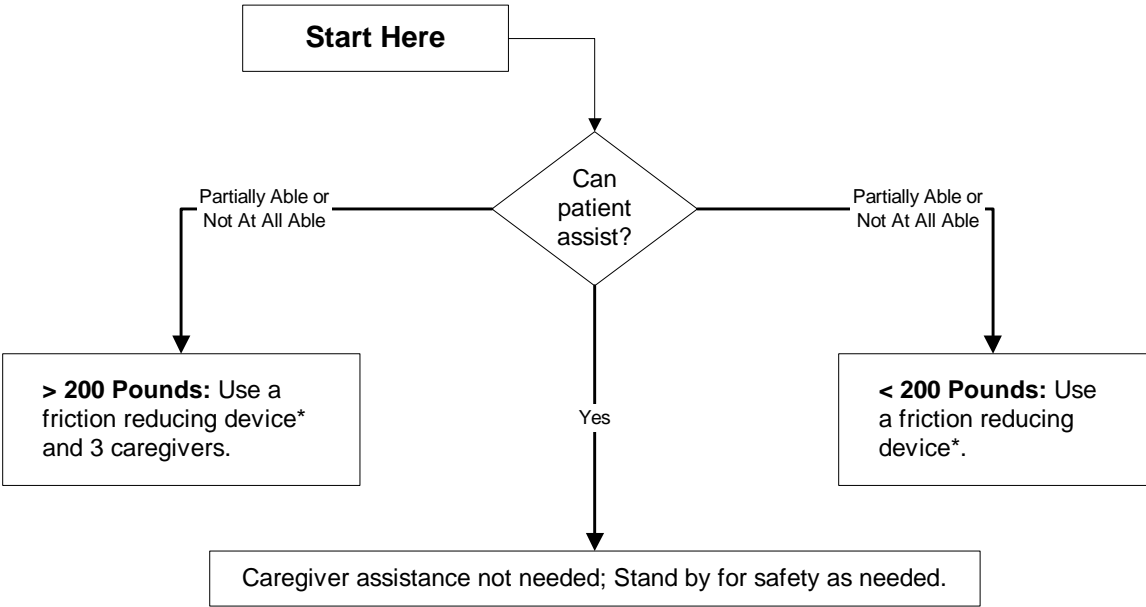 Start Here
Can
patient
assist?
Partially Able or
Not At All Able
Partially Able or
Not At All Able
> 200 Pounds: Use a
friction reducing device*
and 3 caregivers.
Yes
< 200 Pounds: Use
a friction reducing
device*.
Caregiver assistance not needed; Stand by for safety as needed.